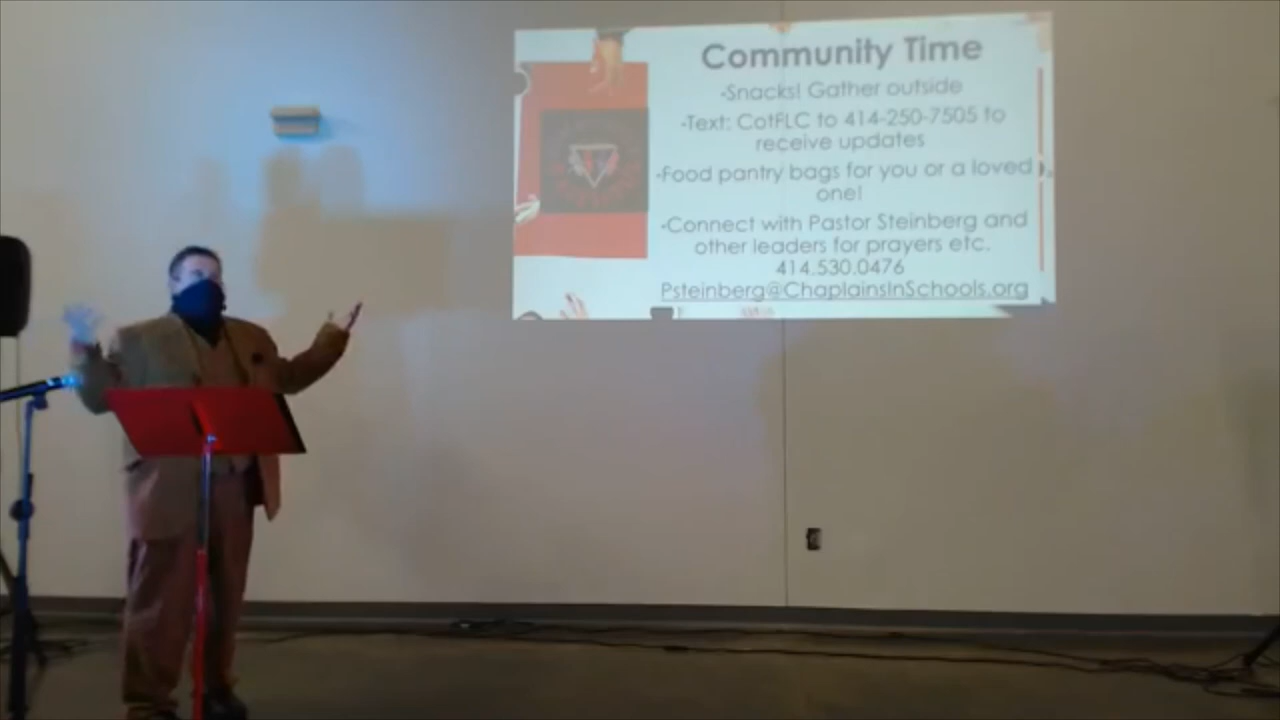 Community Time
-Snacks! Gather outside
-Text: CotFLC to 414-250-7505 to
receive updates
-Food pantry bags for you or a loved
one!
-Connect with Pastor Steinberg and
other leaders for prayers etc.
414.530.0476
Psteinberg@ChaplainsInSchools.org